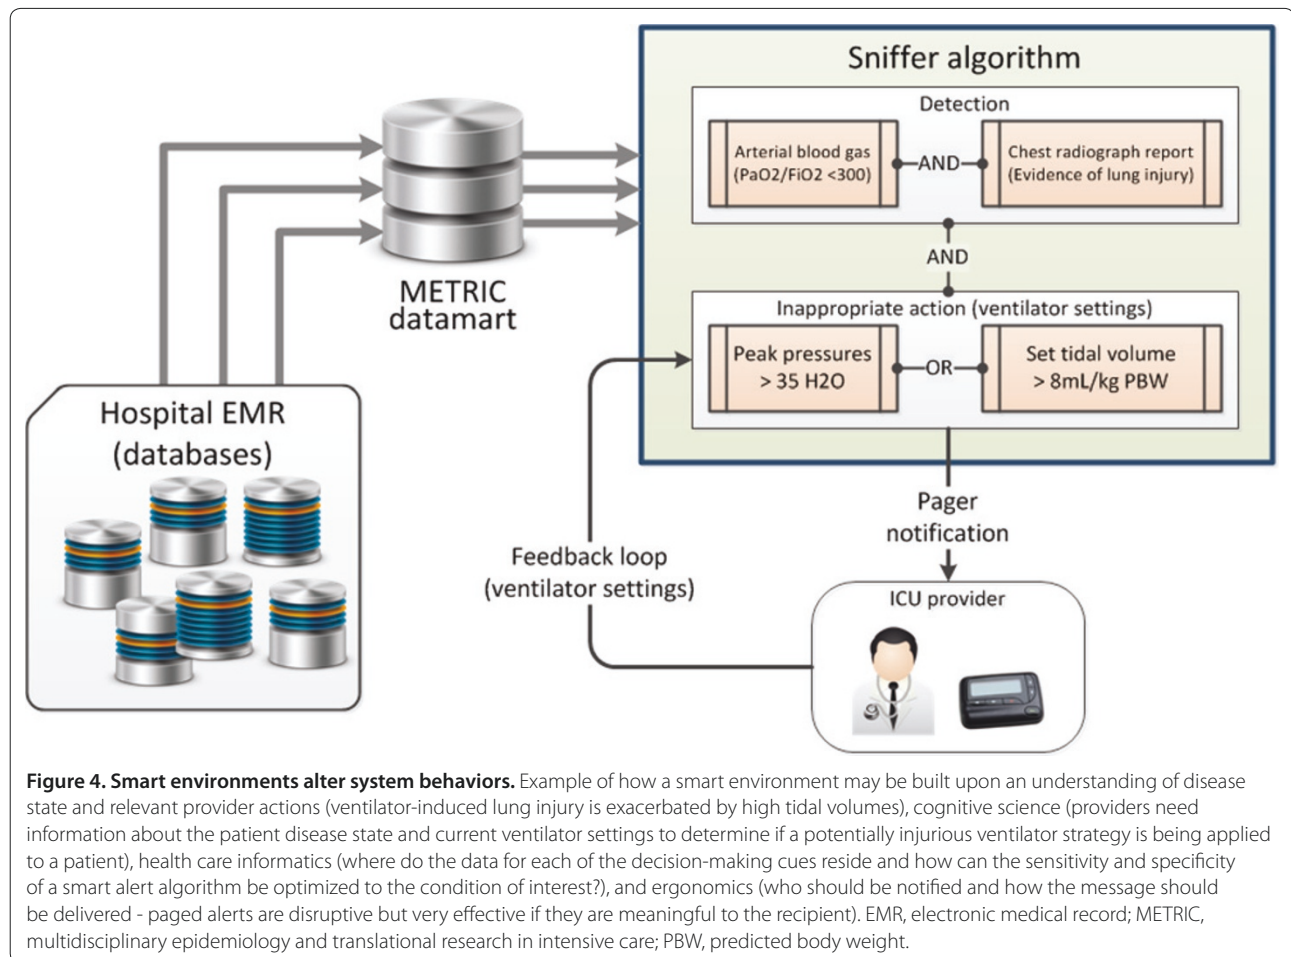 Sniffer algorithm
Detection
Arterial blood gas
(PaO2/FiO2 <300)
AND
Chest radiograph report
(Evidence of lung injury)
AND
Inappropriate action (ventilator settings)
Peak pressures
> 35 H2O
OR
Set tidal volume
> 8mL/kg PBW
METRIC
datamart
Hospital EMR
(databases)
Pager
notification
Feedback loop
(ventilator settings)
ICU provider
Figure 4. Smart environments alter system behaviors. Example of how a smart environment may be built upon an understanding of disease
state and relevant provider actions (ventilator-induced lung injury is exacerbated by high tidal volumes), cognitive science (providers need
information about the patient disease state and current ventilator settings to determine if a potentially injurious ventilator strategy is being applied
to a patient), health care informatics (where do the data for each of the decision-making cues reside and how can the sensitivity and specificity
of a smart alert algorithm be optimized to the condition of interest?), and ergonomics (who should be notified and how the message should
be delivered - paged alerts are disruptive but very effective if they are meaningful to the recipient). EMR, electronic medical record; METRIC,
multidisciplinary epidemiology and translational research in intensive care; PBW, predicted body weight.